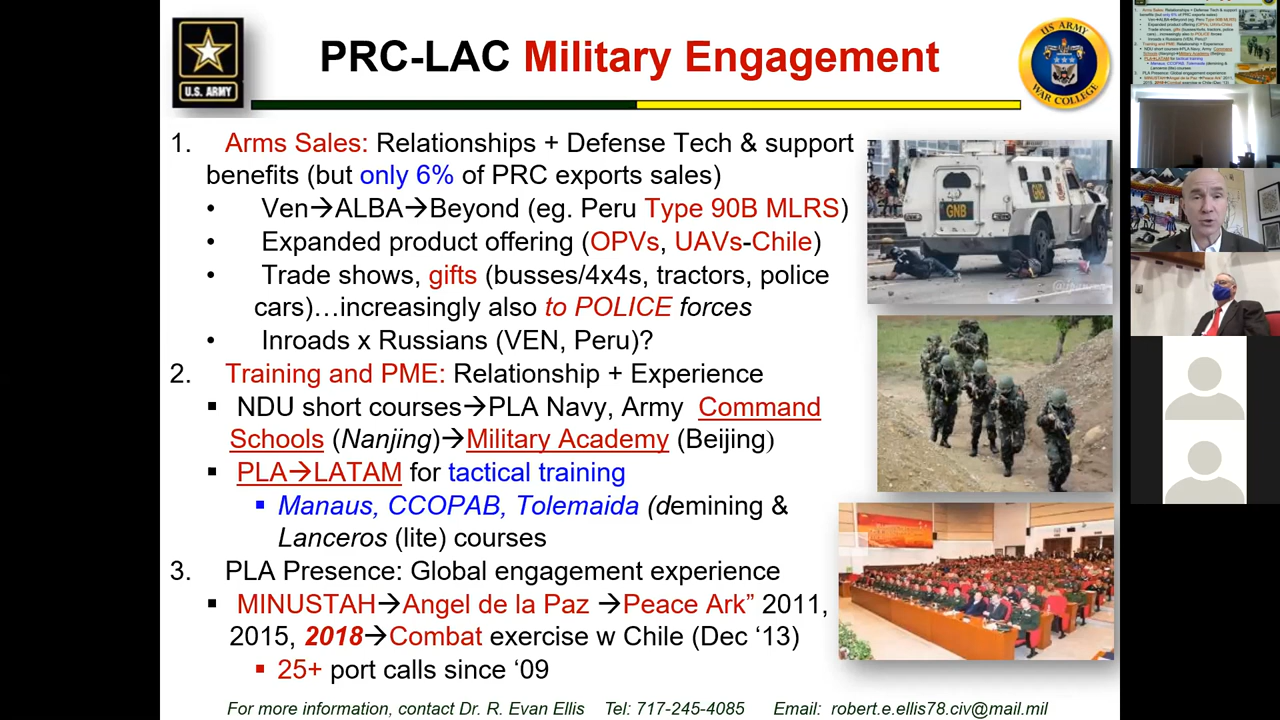 PRC-LAC Military Engagement
U.S. ARMY
US ARMY
WAR COLLEGE
1. Arms Sales: Relationships + Defense Tech & support
benefits (but only 6% of PRC exports sales)
• Ven→ALBA→Beyond (eg. Peru Type 90B MLRS)
• Expanded product offering (OPVs, UAVs-Chile)
• Trade shows, gifts (busses/4x4s, tractors, police
cars)…increasingly also to POLICE forces
• Inroads x Russians (VEN, Peru)?
2. Training and PME: Relationship + Experience
▪ NDU short courses→PLA Navy, Army Command
Schools (Nanjing)→Military Academy (Beijing)
▪ PLA→LATAM for tactical training
▪ Manaus, CCOPAB, Tolemaida (demining &
Lanceros (lite) courses
3. PLA Presence: Global engagement experience
▪ MINUSTAH→Angel de la Paz →Peace Ark” 2011,
2015, 2018→Combat exercise w Chile (Dec ‘13)
▪ 25+ port calls since ‘09
For more information, contact Dr. R. Evan Ellis Tel: 717-245-4085 Email: robert.e.ellis78.civ@mail.mil
GNB
GNB